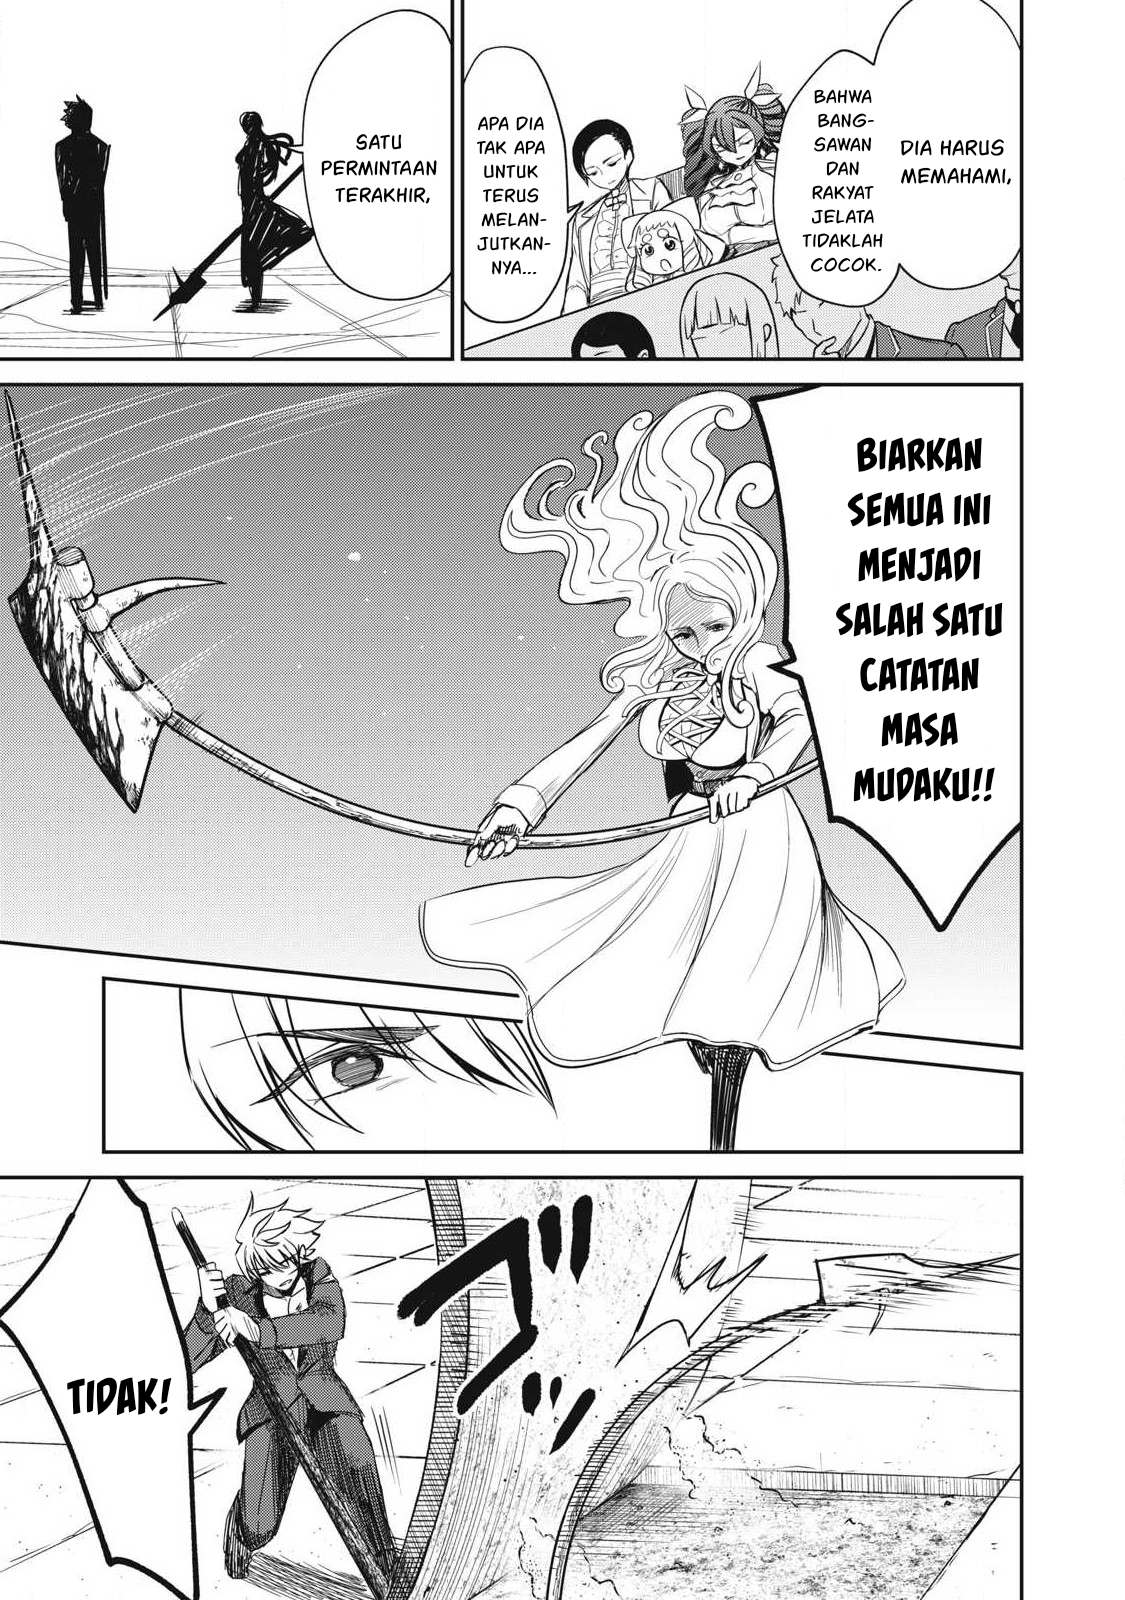 DIA HARUS
MEMAHAMI,
BAHWA
BANG-
SAWAN
DAN
RAKYAT
JELATA
TIDAKLAH
COCOK.
APA DIA
TAK APA
UNTUK
TERUS
MELAN-
JUTKAN-
NYA...
SATU
PERMINTAAN
TERAKHIR,
BIARKAN
SEMUA INI
MENJADI
SALAH SATU
CATATAN
MASA
MUDAKU!!
ゴッ
TIDAK!